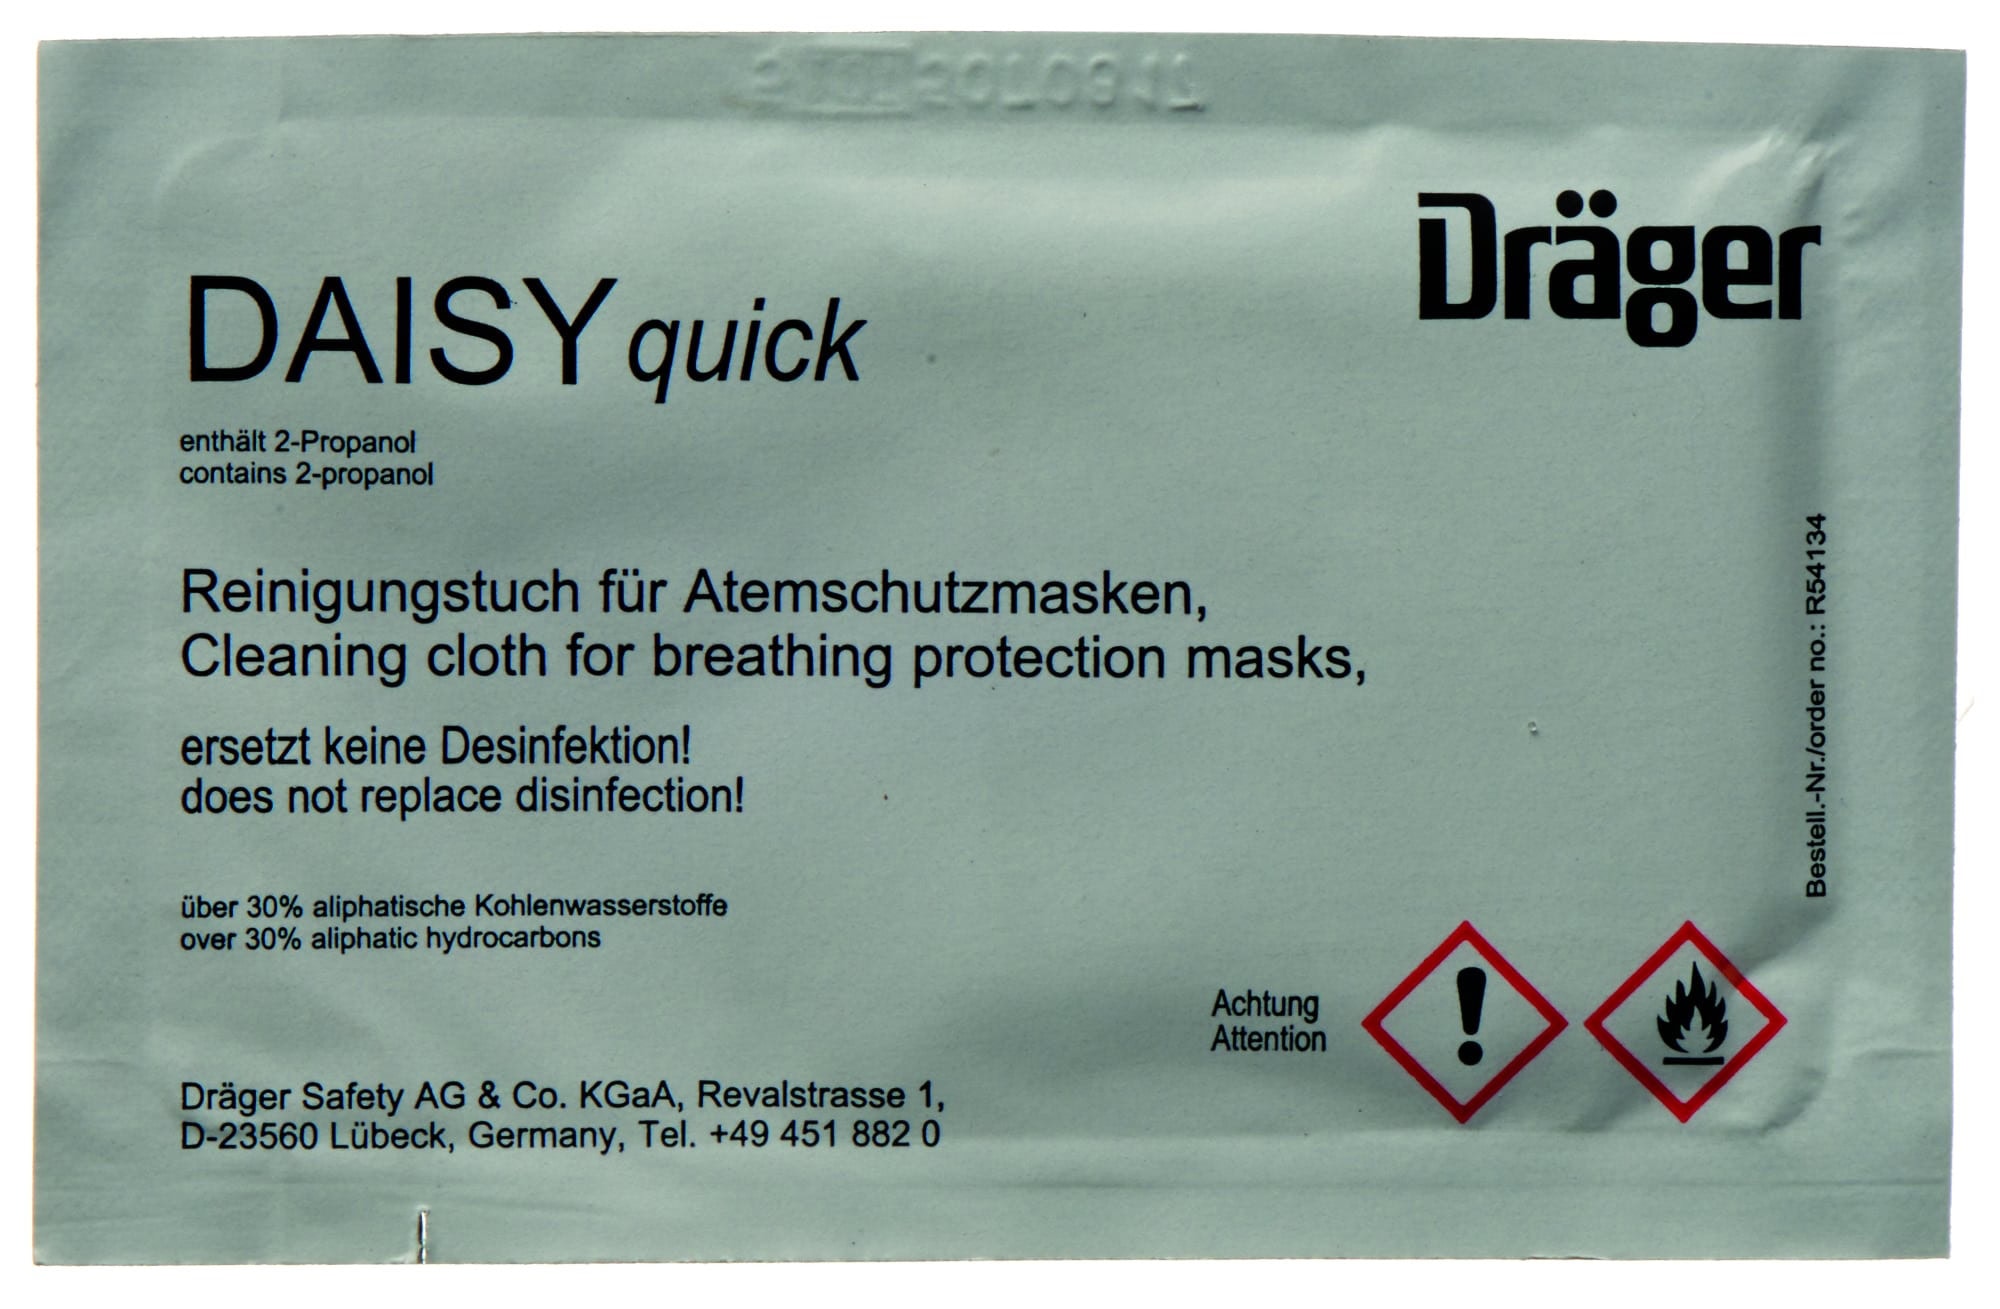 Dräger
DAISY quick
enthält 2-Propanol
contains 2-propanol
Reinigungstuch für Atemschutzmasken,
Cleaning cloth for breathing protection masks,
ersetzt keine Desinfektion!
does not replace disinfection!
über 30% aliphatische Kohlenwasserstoffe
over 30% aliphatic hydrocarbons
Bestell.-Nr./order no.: R54134
Achtung
Attention
Dräger Safety AG & Co. KGaA, Revalstrasse 1,
D-23560 Lübeck, Germany, Tel. +49 451 882 0